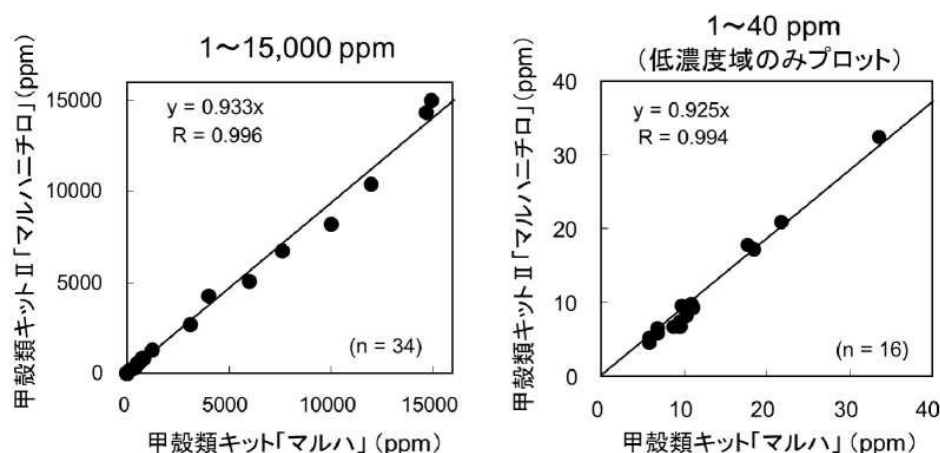 1～15,000 ppm
甲殻類キットⅡ「マルハニチロ」(ppm)
15000
10000
5000
0
y = 0.933x
R = 0.996
(n = 34)
0 5000 10000 15000
甲殻類キット「マルハ」(ppm)
1～40 ppm
(低濃度域のみプロット)
甲殻類キットⅡ「マルハニチロ」(ppm)
40
30
20
10
0
y = 0.925x
R = 0.994
(n = 16)
0 10 20 30 40
甲殻類キット「マルハ」(ppm)